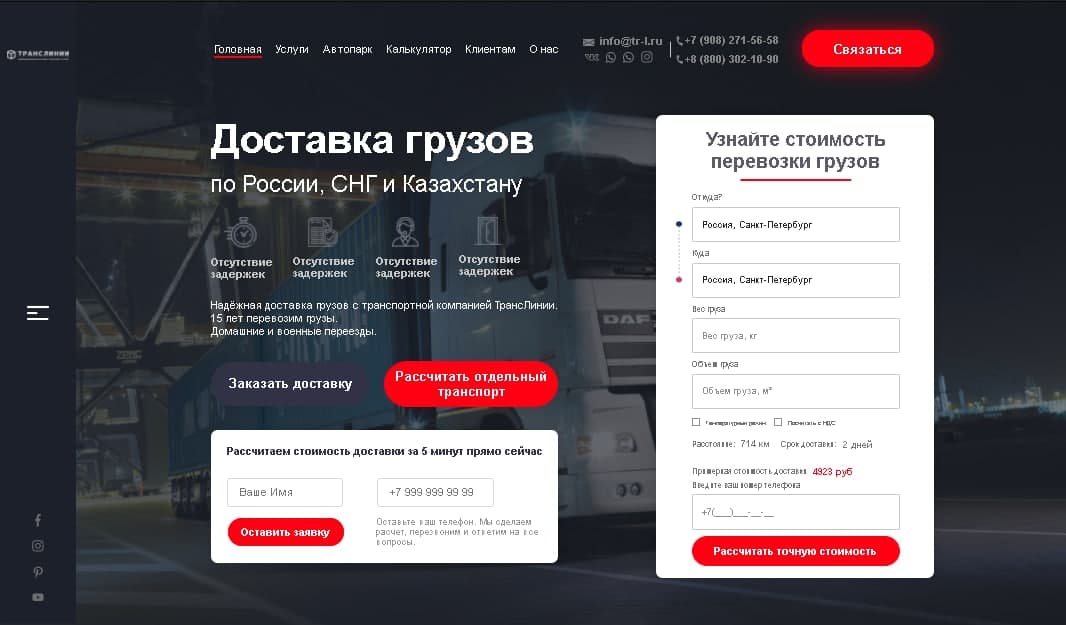 ТРАНСЛИНИИ
Головная Услуги Автопарк Калькулятор Клиентам О нас
info@tr-l.ru
+7 (908) 271-56-58
+8 (800) 302-10-90
Связаться
Доставка грузов
по России, СНГ и Казахстану
Отсутствие
задержек
Отсутствие
задержек
Отсутствие
задержек
Отсутствие
задержек
Надёжная доставка грузов с транспортной компанией ТрансЛинии.
15 лет перевозим грузы.
Домашние и военные переезды.
Заказать доставку
Рассчитать отдельный
транспорт
Рассчитаем стоимость доставки за 5 минут прямо сейчас
Ваше Имя
+7 999 999 99 99
Оставить заявку
Оставьте ваш телефон. Мы сделаем
расчет, перезвоним и ответим на все
вопросы.
DAF
Узнайте стоимость
перевозки грузов
Откуда?
Россия, Санкт-Петербург
Куда
Россия, Санкт-Петербург
Вес груза
Вес груза, кг
Объем груза
Объем груза, м³
Температурный режим
Посчитать с НДС
Расстояние: 714 км Срок доставки: 2 дней
Примерная стоимость доставки 4923 руб
Введите ваш номер телефона
+7(___)___-__-__
Рассчитать точную стоимость